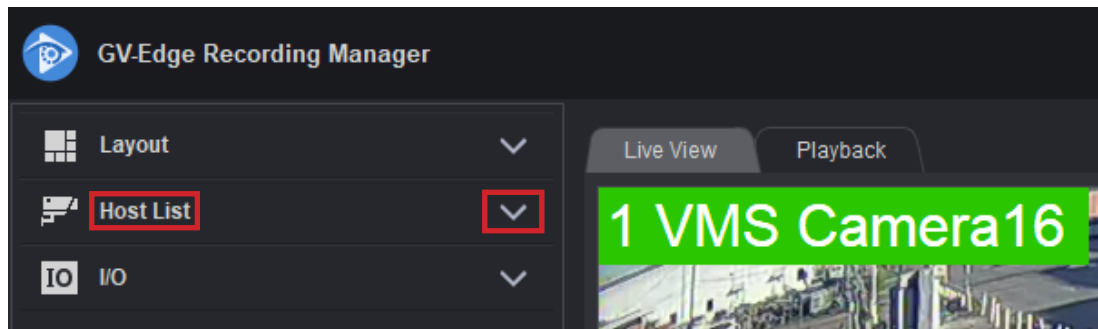 GV-Edge Recording Manager
Layout
Live View Playback
Host List
1 VMS Camera16
IO I/O